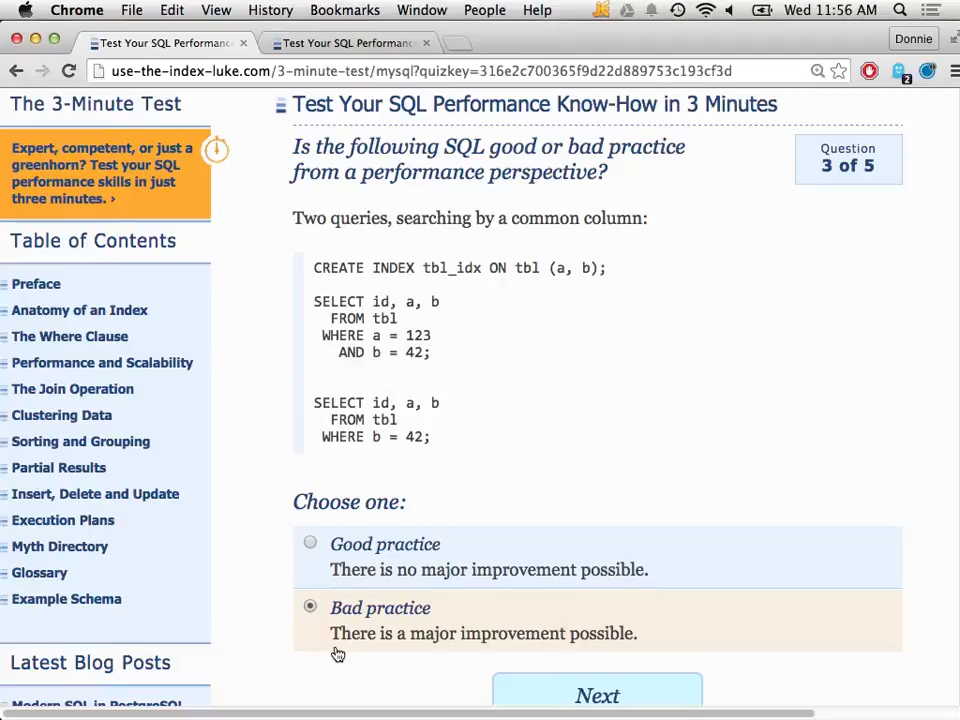 Chrome File Edit View History Bookmarks Window People Help Wed 11:56 AM
Test Your SQL Performanc × Test Your SQL Performanc × Donnie
use-the-index-luke.com/3-minute-test/mysql?quizkey=316e2c700365f9d22d889753c193cf3d 2
The 3-Minute Test
Expert, competent, or just a
greenhorn? Test your SQL
performance skills in just
three minutes. ›
Table of Contents
Preface
Anatomy of an Index
The Where Clause
Performance and Scalability
The Join Operation
Clustering Data
Sorting and Grouping
Partial Results
Insert, Delete and Update
Execution Plans
Myth Directory
Glossary
Example Schema
Latest Blog Posts
Modern SQL in PostgreSQL
Test Your SQL Performance Know-How in 3 Minutes
Is the following SQL good or bad practice
from a performance perspective?
Question
3 of 5
Two queries, searching by a common column:
CREATE INDEX tbl_idx ON tbl (a, b);
SELECT id, a, b
FROM tbl
WHERE a = 123
AND b = 42;
SELECT id, a, b
FROM tbl
WHERE b = 42;
Choose one:
Good practice
There is no major improvement possible.
Bad practice
There is a major improvement possible.
Next